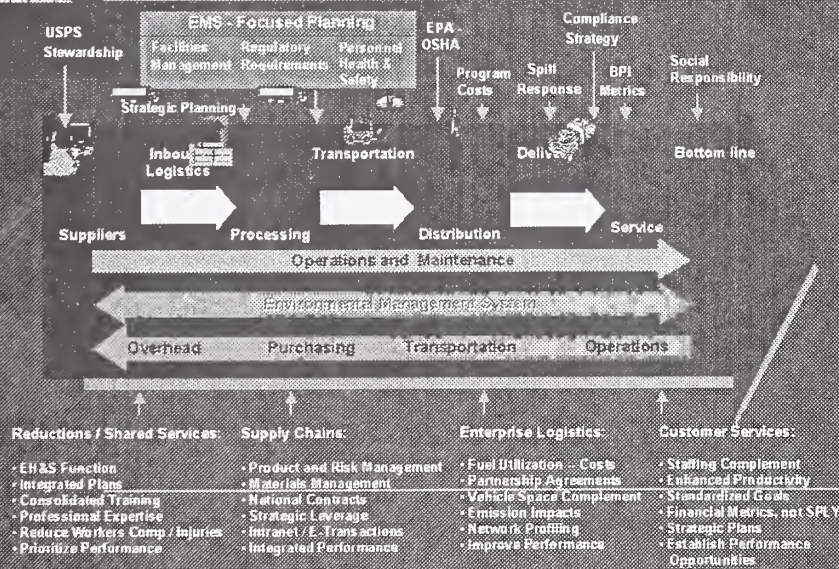 USPS
Stewardship
EMS - Focused Planning
Facilities
Management
Regulatory
Requirements
Personnel
Health &
Safety
EPA -
OSHA
Compliance
Strategy
Program
Costs
Spill
Response
BPI
Metrics
Social
Responsibility
Strategic Planning
Inbou
Logistics
Transportation
Delive
Bottom line
Suppliers
Processing
Distribution
Service
Operations and Maintenance
Environmental Management System
Overhead
Purchasing
Transportation
Operations
Reductions / Shared Services:
• EH&S Function
• Integrated Plans
• Consolidated Training
• Professional Expertise
• Reduce Workers Comp / Injuries
• Prioritize Performance
Supply Chains:
• Product and Risk Management
• Materials Management
• National Contracts
• Strategic Leverage
• Intranet / E-Transactions
• Integrated Performance
Enterprise Logistics:
• Fuel Utilization -- Costs
• Partnership Agreements
• Vehicle Space Complement
• Emission Impacts
• Network Profiling
• Improve Performance
Customer Services:
• Staffing Complement
• Enhanced Productivity
• Standardized Goals
• Financial Metrics, not SPLY
• Strategic Plans
• Establish Performance
Opportunities